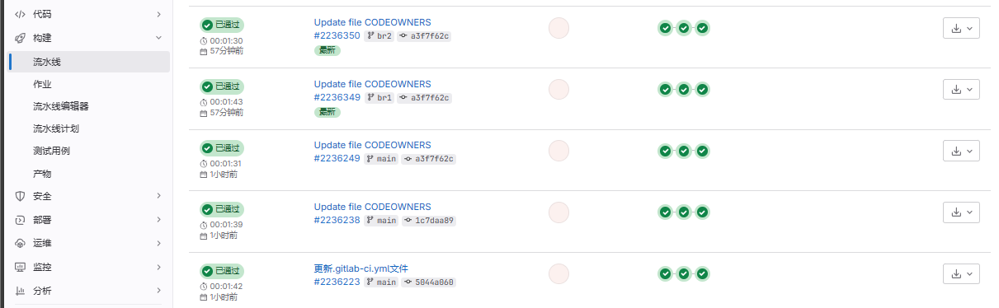 代码
构建
流水线
作业
流水线编辑器
流水线计划
测试用例
产物
安全
部署
运维
监控
分析
已通过
00:01:30
57分钟前
Update file CODEOWNERS
#2236350 br2 a3f7f62c
最新
已通过
00:01:43
57分钟前
Update file CODEOWNERS
#2236349 br1 a3f7f62c
最新
已通过
00:01:31
1小时前
Update file CODEOWNERS
#2236249 main a3f7f62c
已通过
00:01:39
1小时前
Update file CODEOWNERS
#2236238 main 1c7daa89
已通过
00:01:42
1小时前
更新.gitlab-ci.yml文件
#2236223 main 5044a060